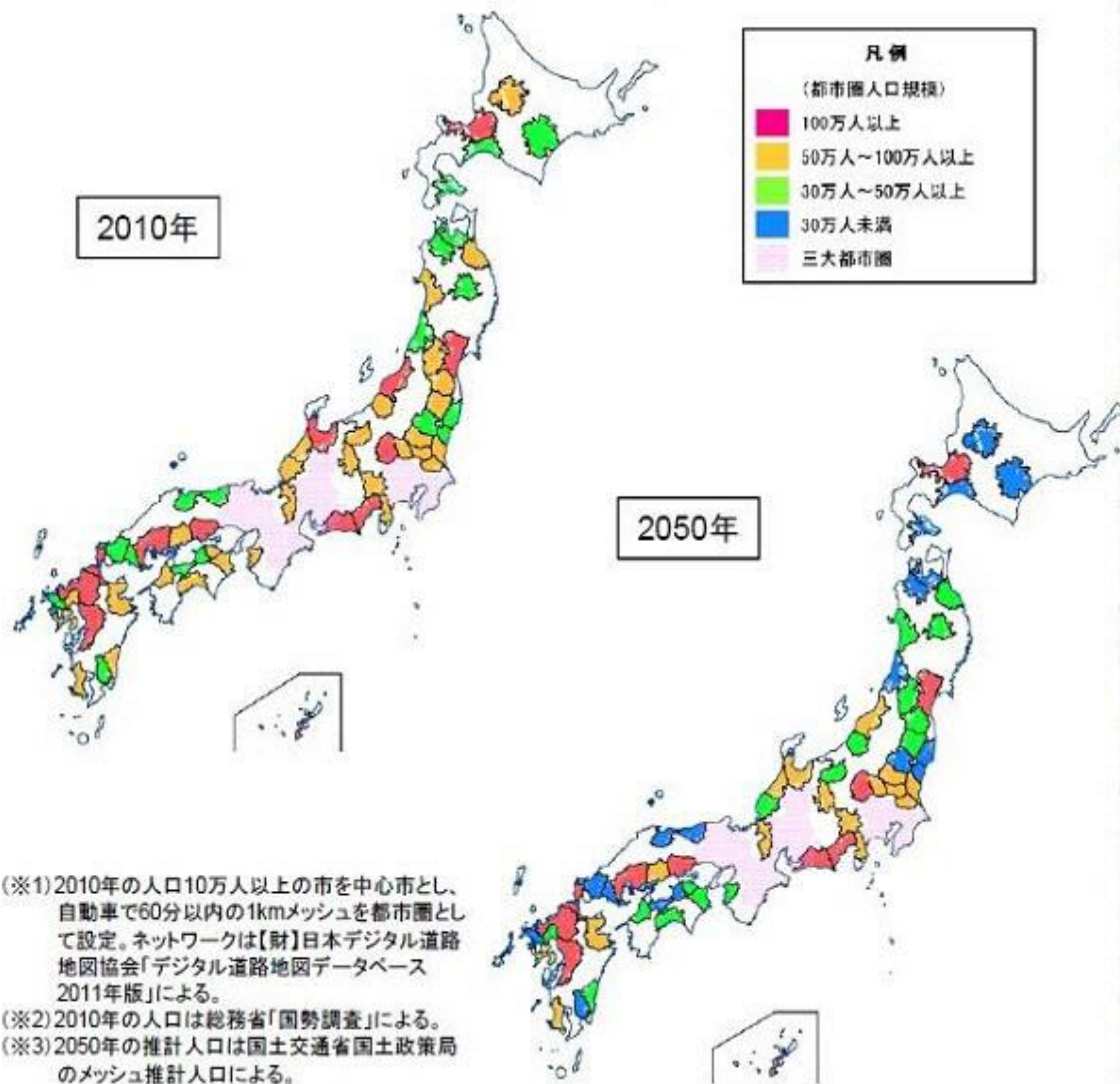 凡例
(都市圏人口規模)
100万人以上
50万人～100万人以上
30万人～50万人以上
30万人未満
三大都市圏
2010年
2050年
(※1)2010年の人口10万人以上の市を中心市とし、
自動車で60分以内の1kmメッシュを都市圏とし
て設定。ネットワークは【財】日本デジタル道路
地図協会「デジタル道路地図データベース
2011年版」による。
(※2)2010年の人口は総務省「国勢調査」による。
(※3)2050年の推計人口は国土交通省国土政策局
のメッシュ推計人口による。